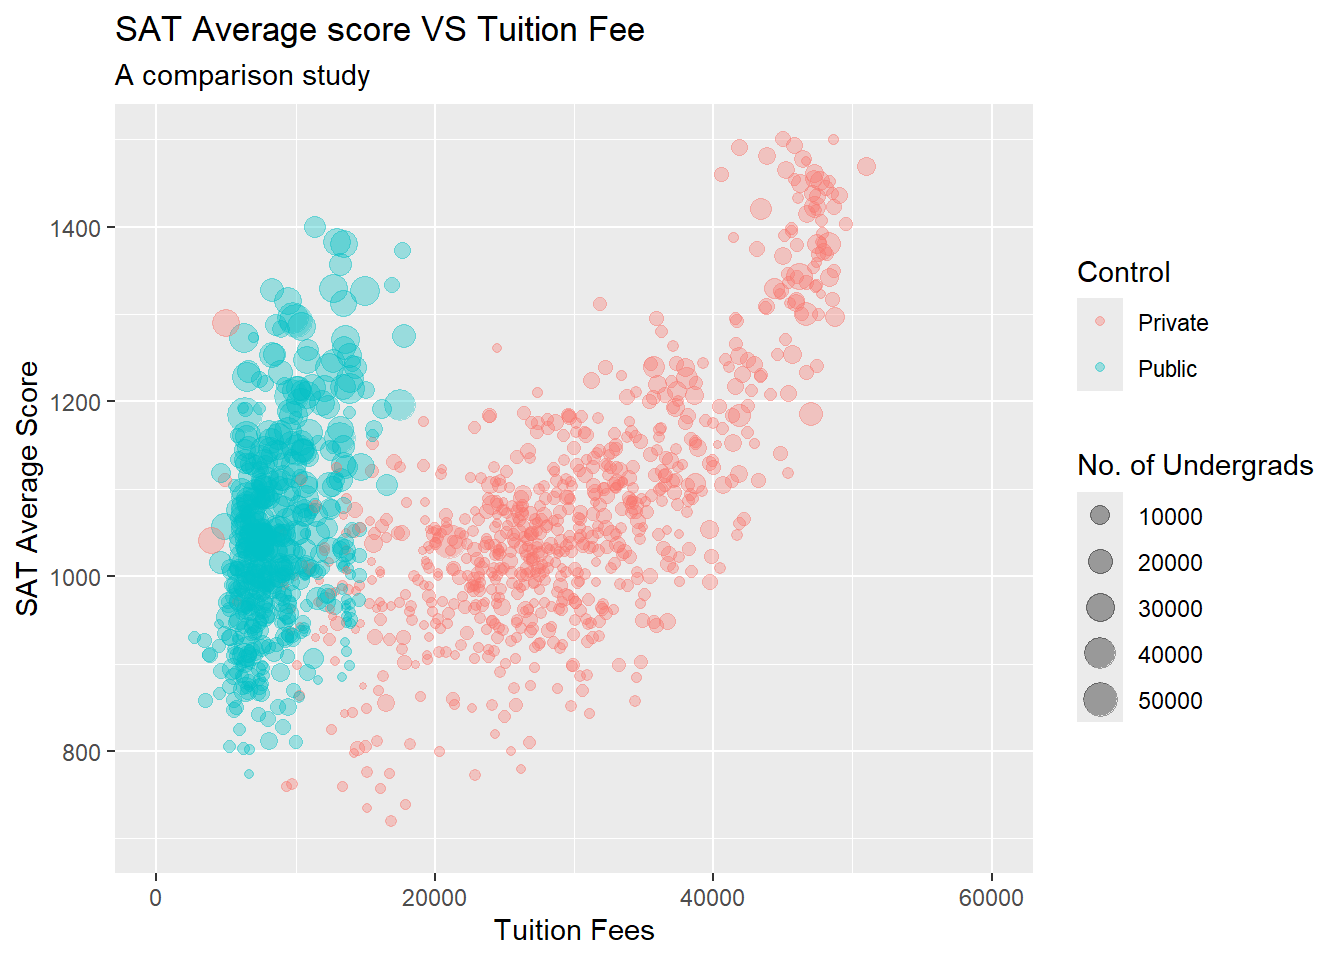 SAT Average score VS Tuition Fee
A comparison study
SAT Average Score
1400
1200
1000
800
0
20000
40000
60000
Tuition Fees
Control
Private
Public
No. of Undergrads
10000
20000
30000
40000
50000